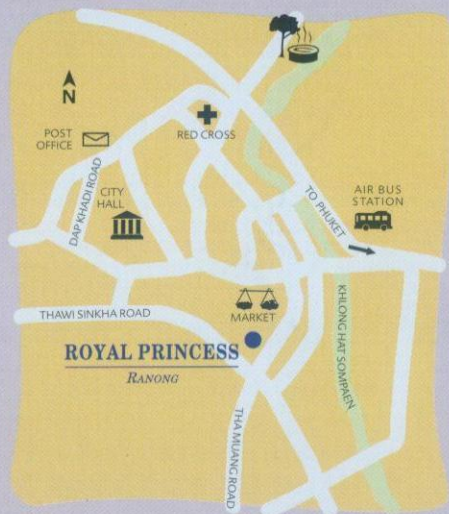 N
POST
OFFICE
RED CROSS
DAP KHADI ROAD
CITY
HALL
TO PHUKET
AIR BUS
STATION
THAWI SINKHA ROAD
MARKET
KHLONG HAT SOMPAEN
ROYAL PRINCESS
RANONG
THA MUANG ROAD